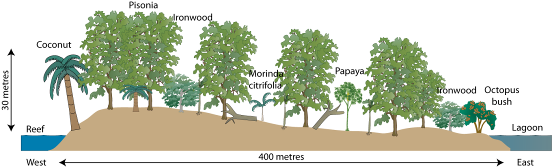 Pisonia
Ironwood
Coconut
Morinda
citrifolia
Papaya
Ironwood
Octopus
bush
30 metres
Reef
Lagoon
West
400 metres
East